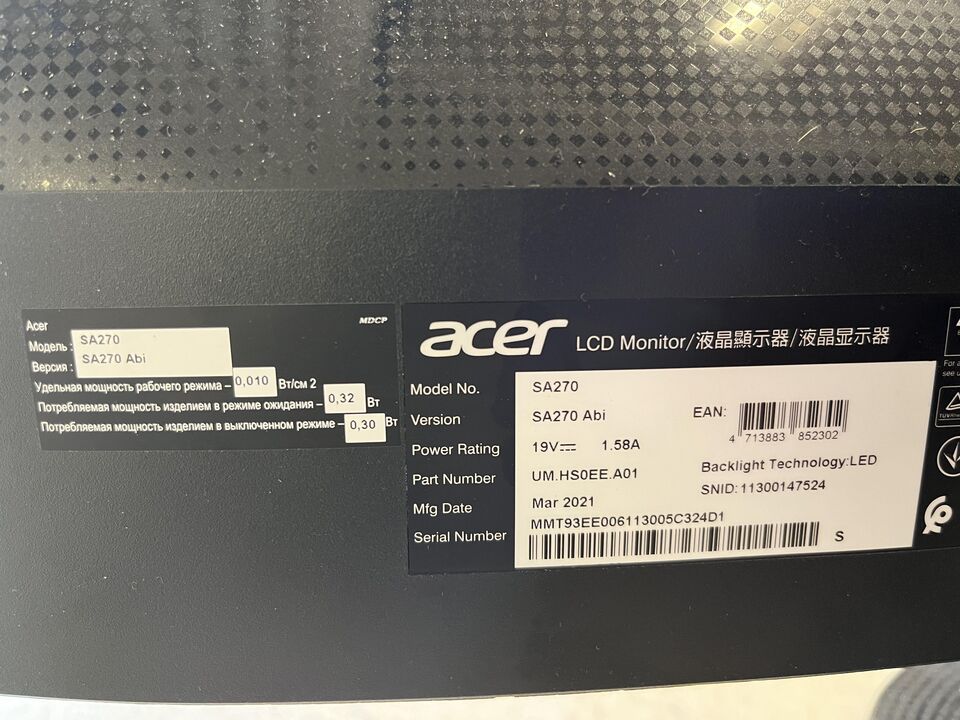 Acer
MDCP
Модель : SA270
Версия : SA270 Abi
Удельная мощность рабочего режима – 0,010 Вт/см 2
Потребляемая мощность изделием в режиме ожидания – 0,32 Вт
Потребляемая мощность изделием в выключенном режиме – 0,30 Вт
acer LCD Monitor/液晶顯示器/液晶显示器
Model No. SA270
Version SA270 Abi
EAN:
4 713883 852302
Power Rating 19V⎓ 1.58A
Part Number UM.HS0EE.A01
Backlight Technology:LED
SNID:11300147524
Mfg Date Mar 2021
Serial Number MMT93EE006113005C324D1
S
For a
see u